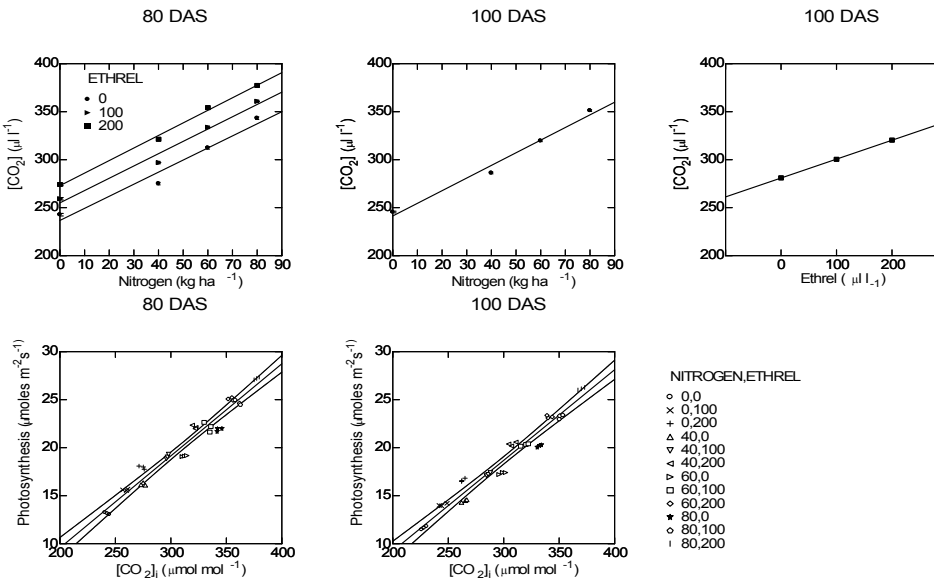 80 DAS
100 DAS
100 DAS
400
350
300
250
200
[CO2] (µl l-1)
ETHREL
0
100
200
0 10 20 30 40 50 60 70 80 90
Nitrogen (kg ha -1)
400
350
300
250
200
[CO2] (µl l-1)
0 10 20 30 40 50 60 70 80 90
Nitrogen (kg ha -1)
400
350
300
250
200
[CO2] (µl l-1)
0 100 200
Ethrel ( µl l-1)
80 DAS
100 DAS
30
25
20
15
10
Photosynthesis (µmoles m-2s-1)
200 250 300 350 400
[CO 2]i (µmol mol -1)
30
25
20
15
10
Photosynthesis (µmoles m-2s-1)
200 250 300 350 400
[CO 2]i (µmol mol -1)
NITROGEN,ETHREL
0,0
0,100
0,200
40,0
40,100
40,200
60,0
60,100
60,200
80,0
80,100
80,200